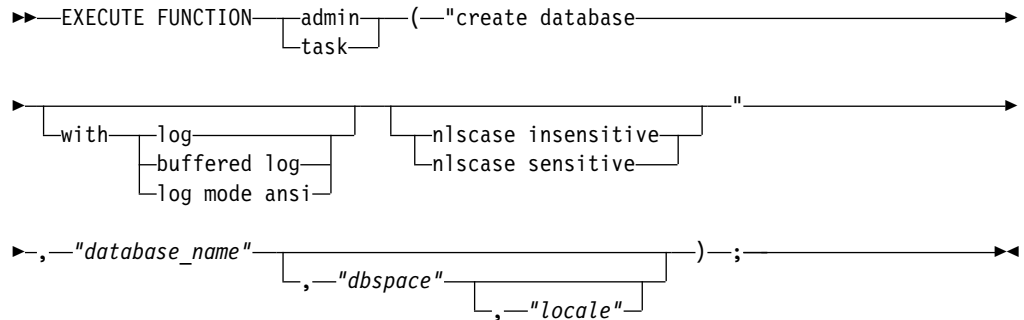 EXECUTE FUNCTION admin ( "create database
task
with log nlscase insensitive "
buffered log nlscase sensitive
log mode ansi
, "database_name" ) ;
, "dbspace"
, "locale"